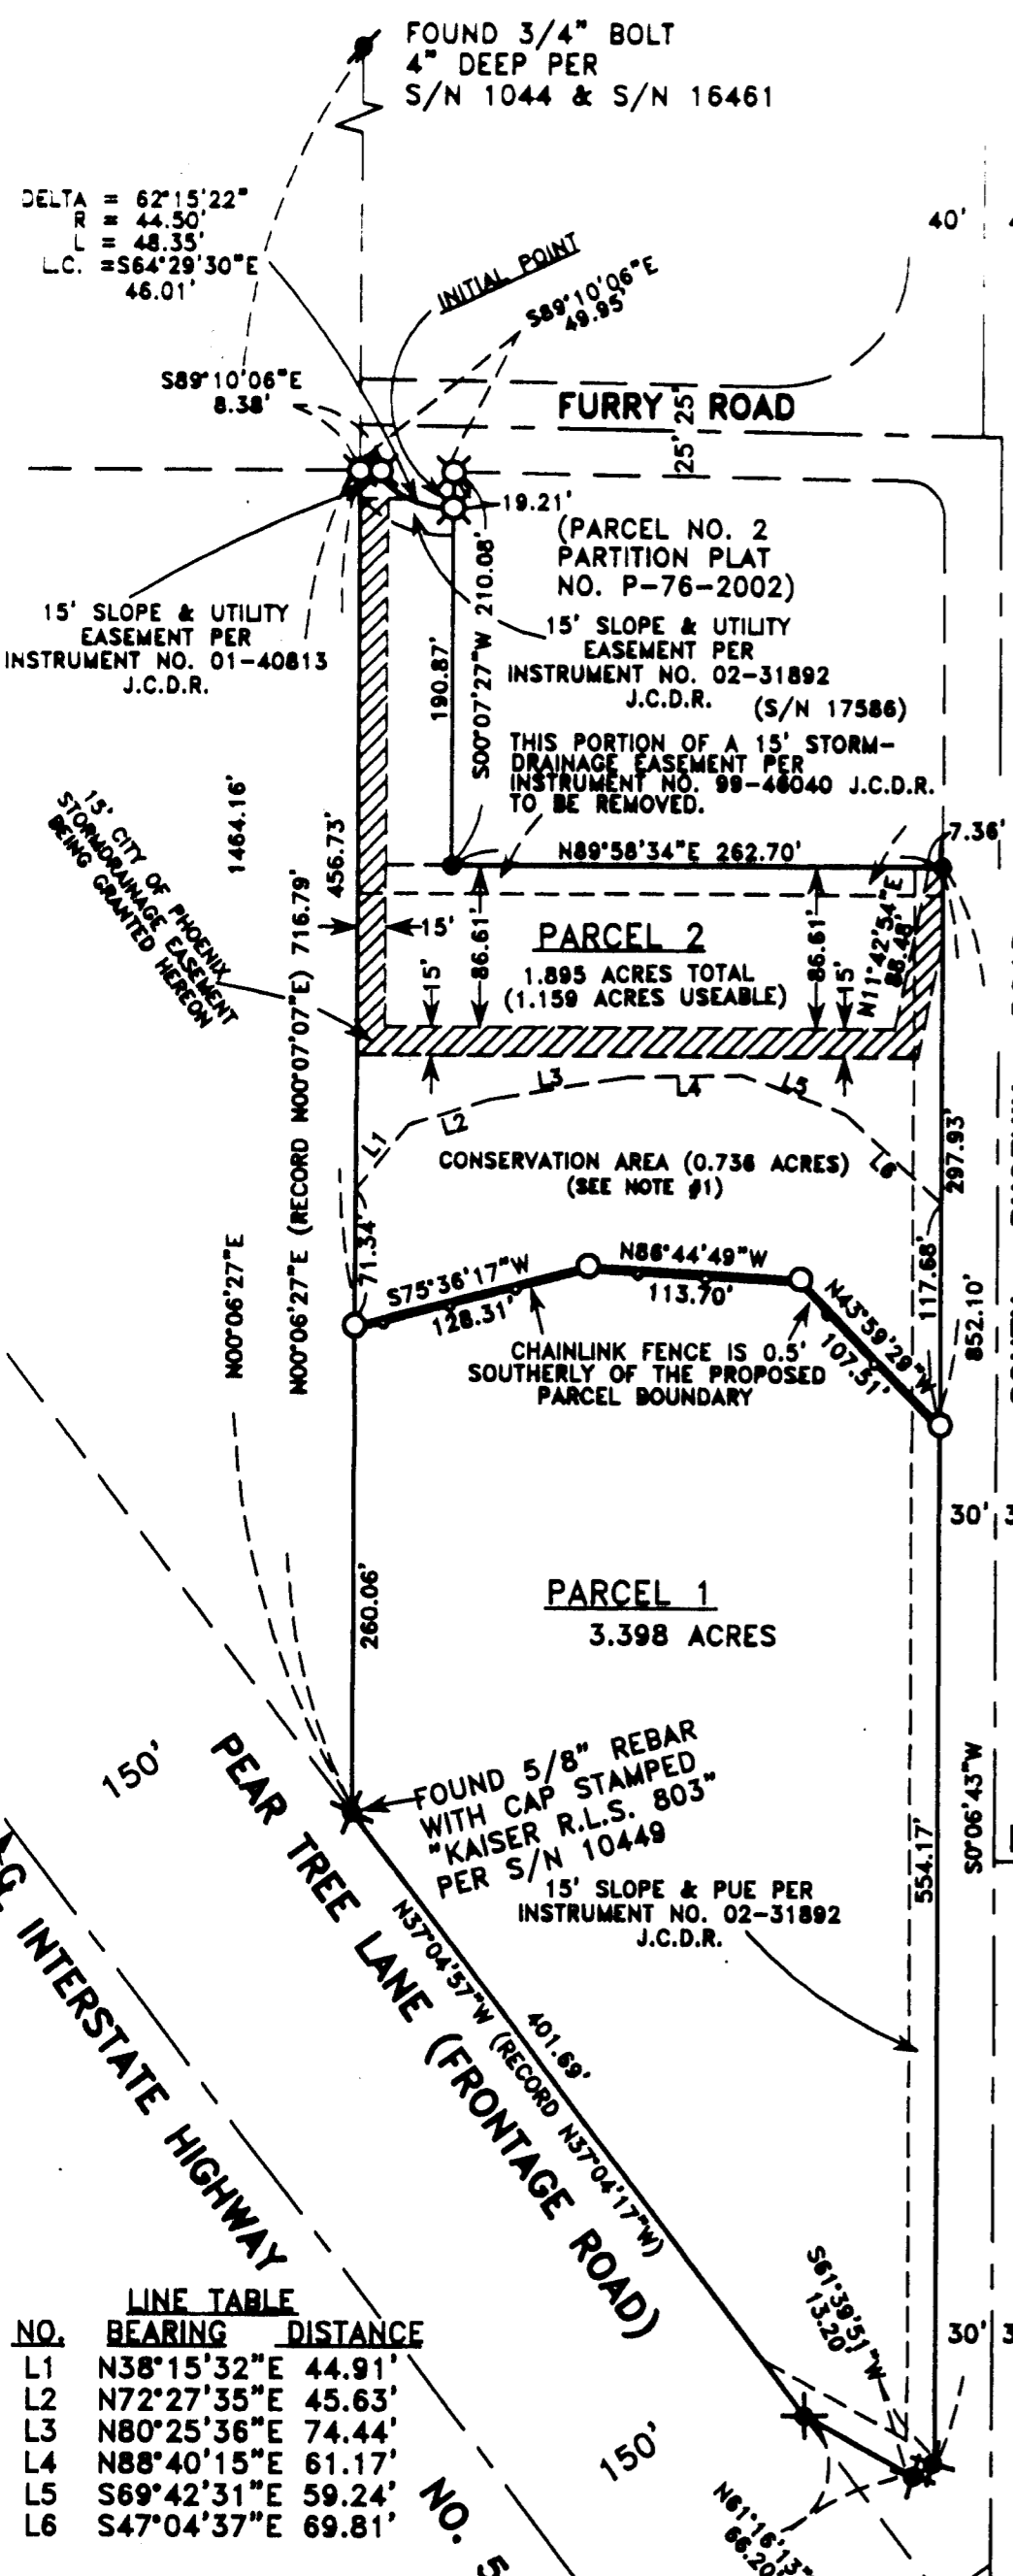 FOUND 3/4" BOLT
4" DEEP PER
S/N 1044 & S/N 16461
DELTA = 62°15'22"
R = 44.50'
L = 48.35'
L.C. =S64°29'30"E
46.01'
40'
INITIAL POINT
S89°10'06"E
49.95'
S89°10'06"E
8.38'
FURRY ROAD
25' 25'
19.21'
(PARCEL NO. 2
PARTITION PLAT
NO. P-76-2002)
15' SLOPE & UTILITY
EASEMENT PER
INSTRUMENT NO. 01-40813
J.C.D.R.
15' SLOPE & UTILITY
EASEMENT PER
INSTRUMENT NO. 02-31892
J.C.D.R.
(S/N 17586)
190.87'
S00°07'27"W 210.08'
THIS PORTION OF A 15' STORM-
DRAINAGE EASEMENT PER
INSTRUMENT NO. 99-46040 J.C.D.R.
TO BE REMOVED.
15' CITY OF PHOENIX
STORMDRAINAGE EASEMENT
BEING GRANTED HEREON
1464.16'
456.73'
N89°58'34"E 262.70'
7.36'
15'
86.61'
15'
PARCEL 2
1.895 ACRES TOTAL
(1.159 ACRES USEABLE)
86.61'
15'
N11°42'54"E
88.48'
N00°06'27"E
N00°06'27"E (RECORD N00°07'07"E) 716.79'
L1
L2
L3
L4
L5
L6
CONSERVATION AREA (0.736 ACRES)
(SEE NOTE #1)
297.93'
71.34'
117.68'
852.10'
S75°36'17"W
128.31'
N86°44'49"W
113.70'
N43°59'29"W
107.51'
CHAINLINK FENCE IS 0.5'
SOUTHERLY OF THE PROPOSED
PARCEL BOUNDARY
30'
260.06'
PARCEL 1
3.398 ACRES
150'
FOUND 5/8" REBAR
WITH CAP STAMPED
"KAISER R.L.S. 803"
PER S/N 10449
S0°06'43"W
554.17'
15' SLOPE & PUE PER
INSTRUMENT NO. 02-31892
J.C.D.R.
PEAR TREE LANE (FRONTAGE ROAD)
N37°04'57"W (RECORD N37°04'17"W)
401.69'
INTERSTATE HIGHWAY
NO. 5
S61°39'51"W
13.20'
30'
150'
N61°16'13"
66.20'
LINE TABLE
NO. BEARING DISTANCE
L1 N38°15'32"E 44.91'
L2 N72°27'35"E 45.63'
L3 N80°25'36"E 74.44'
L4 N88°40'15"E 61.17'
L5 S69°42'31"E 59.24'
L6 S47°04'37"E 69.81'